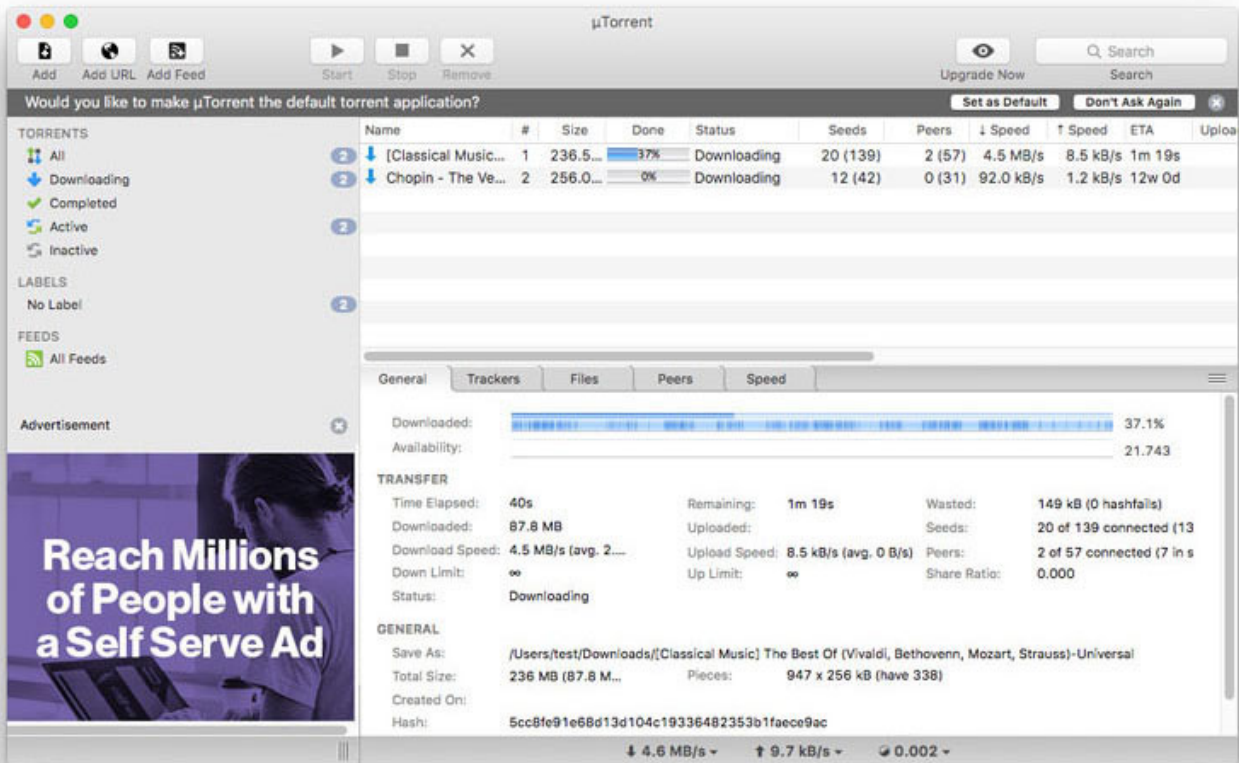 µTorrent
Add Add URL Add Feed Start Stop Remove Upgrade Now Search
Search
Would you like to make µTorrent the default torrent application? Set as Default Don't Ask Again
TORRENTS
All 2
Downloading 2
Completed
Active 2
Inactive
LABELS
No Label 2
FEEDS
All Feeds
Advertisement
Reach Millions
of People with
a Self Serve Ad
Name # Size Done Status Seeds Peers ↓ Speed ↑ Speed ETA Uploa
[Classical Music... 1 236.5... 37% Downloading 20 (139) 2 (57) 4.5 MB/s 8.5 kB/s 1m 19s
Chopin - The Ve... 2 256.0... 0% Downloading 12 (42) 0 (31) 92.0 kB/s 1.2 kB/s 12w 0d
General Trackers Files Peers Speed
Downloaded: 37.1%
Availability: 21.743
TRANSFER
Time Elapsed: 40s Remaining: 1m 19s Wasted: 149 kB (0 hashfails)
Downloaded: 87.8 MB Uploaded: Seeds: 20 of 139 connected (13
Download Speed: 4.5 MB/s (avg. 2.... Upload Speed: 8.5 kB/s (avg. 0 B/s) Peers: 2 of 57 connected (7 in s
Down Limit: ∞ Up Limit: ∞ Share Ratio: 0.000
Status: Downloading
GENERAL
Save As: /Users/test/Downloads/[Classical Music] The Best Of (Vivaldi, Bethovenn, Mozart, Strauss)-Universal
Total Size: 236 MB (87.8 M... Pieces: 947 x 256 kB (have 338)
Created On:
Hash: 5cc8fe91e68d13d104c19336482353b1faece9ac
↓ 4.6 MB/s ↑ 9.7 kB/s 0.002